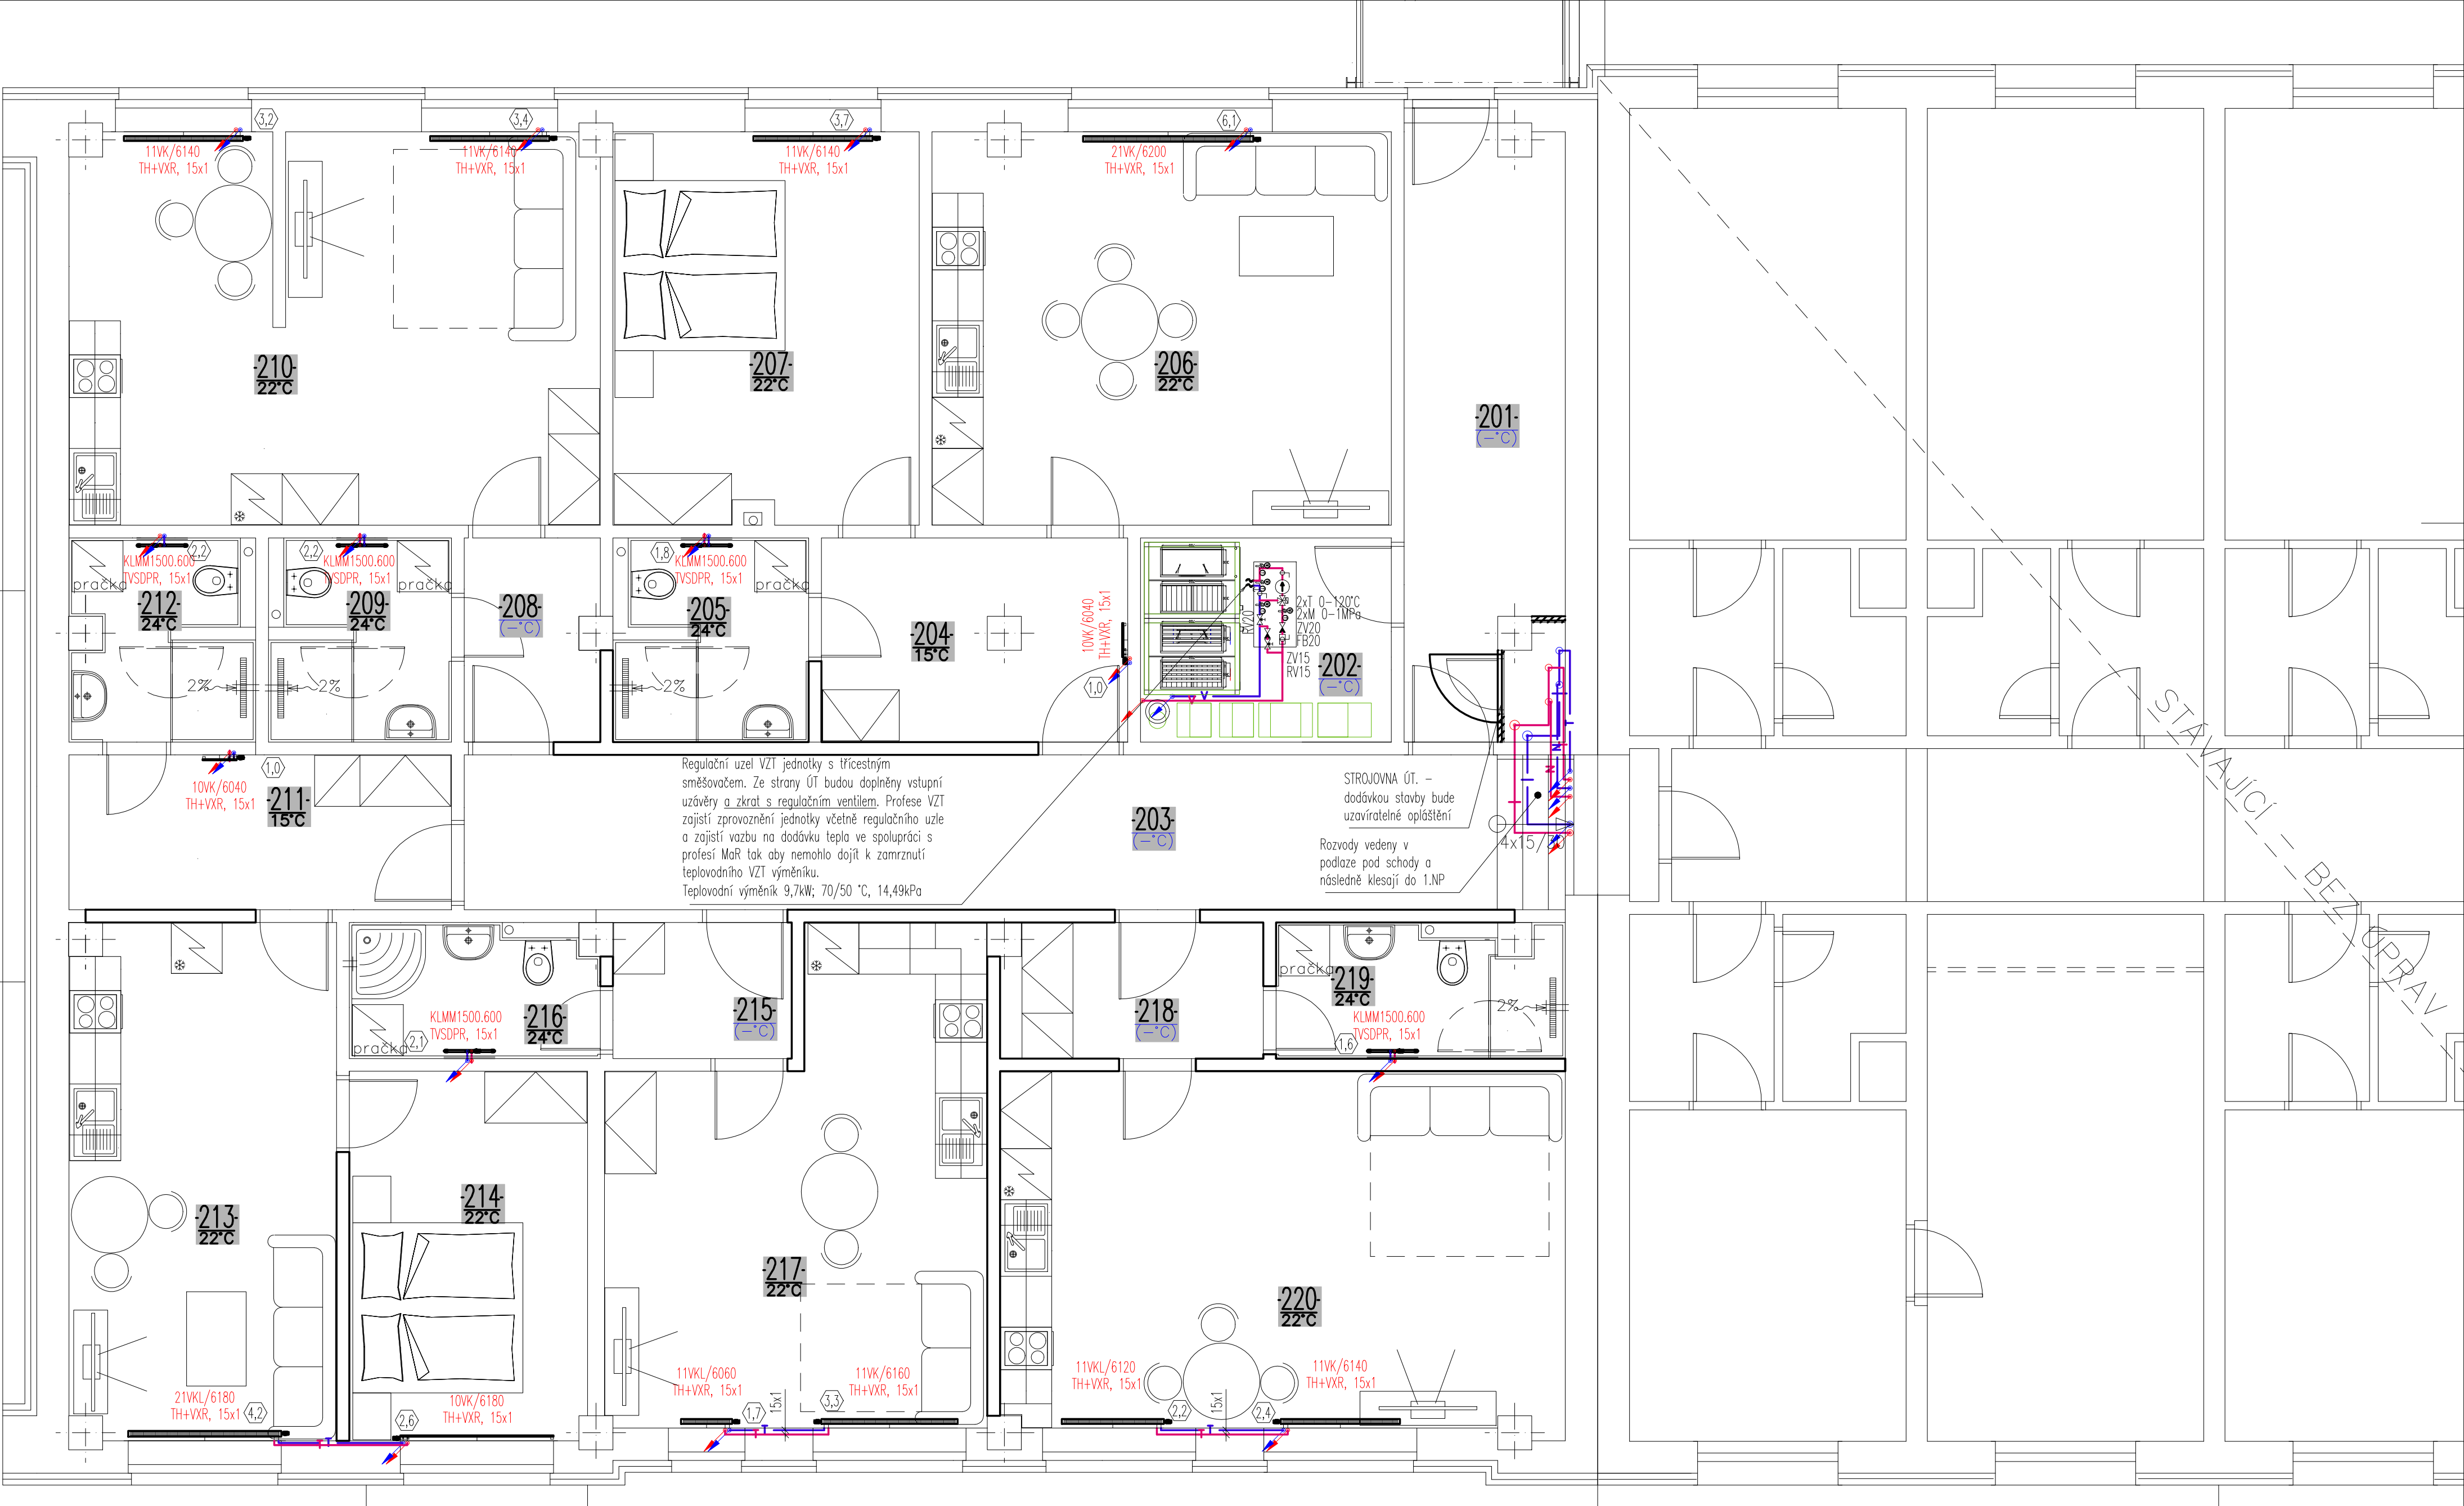 3,2
3,4
3,7
6,1
11VK/6140
TH+VXR, 15x1
11VK/6140
TH+VXR, 15x1
11VK/6140
TH+VXR, 15x1
21VK/6200
TH+VXR, 15x1
210
22°C
207
22°C
206
22°C
201
(-°C)
2,2
KLMM1500.600
TVSDPR, 15x1
pračka
212
24°C
2%
2,2
KLMM1500.600
TVSDPR, 15x1
pračka
209
24°C
2%
208
(-°C)
1,8
KLMM1500.600
TVSDPR, 15x1
pračka
205
24°C
2%
204
15°C
10VK/6040
TH+VXR, 15x1
1,0
RV20
2xT 0-120°C
2xM 0-1MPa
ZV20
FB20
ZV15
RV15
202
(-°C)
V
V
1,0
10VK/6040
TH+VXR, 15x1
211
15°C
Regulační uzel VZT jednotky s třícestným
směšovačem. Ze strany ÚT budou doplněny vstupní
uzávěry a zkrat s regulačním ventilem. Profese VZT
zajistí zprovoznění jednotky včetně regulačního uzle
a zajistí vazbu na dodávku tepla ve spolupráci s
profesí MaR tak aby nemohlo dojít k zamrznutí
teplovodního VZT výměníku.
Teplovodní výměník 9,7kW; 70/50 °C, 14,49kPa
203
(-°C)
STROJOVNA ÚT. -
dodávkou stavby bude
uzavíratelné opláštění
Rozvody vedeny v
podlaze pod schody a
následně klesají do 1.NP
T
T
N
N
STÁVAJÍCÍ - BEZ ÚPRAV
2,1
KLMM1500.600
TVSDPR, 15x1
pračka
216
24°C
215
(-°C)
218
(-°C)
pračka
219
24°C
2%
KLMM1500.600
TVSDPR, 15x1
1,6
213
22°C
214
22°C
217
22°C
220
22°C
21VKL/6180
TH+VXR, 15x1
4,2
T
T
2,6
10VK/6180
TH+VXR, 15x1
11VKL/6060
TH+VXR, 15x1
1,7
T
T
15x1
3,3
11VK/6160
TH+VXR, 15x1
11VKL/6120
TH+VXR, 15x1
2,2
T
T
15x1
2,4
11VK/6140
TH+VXR, 15x1